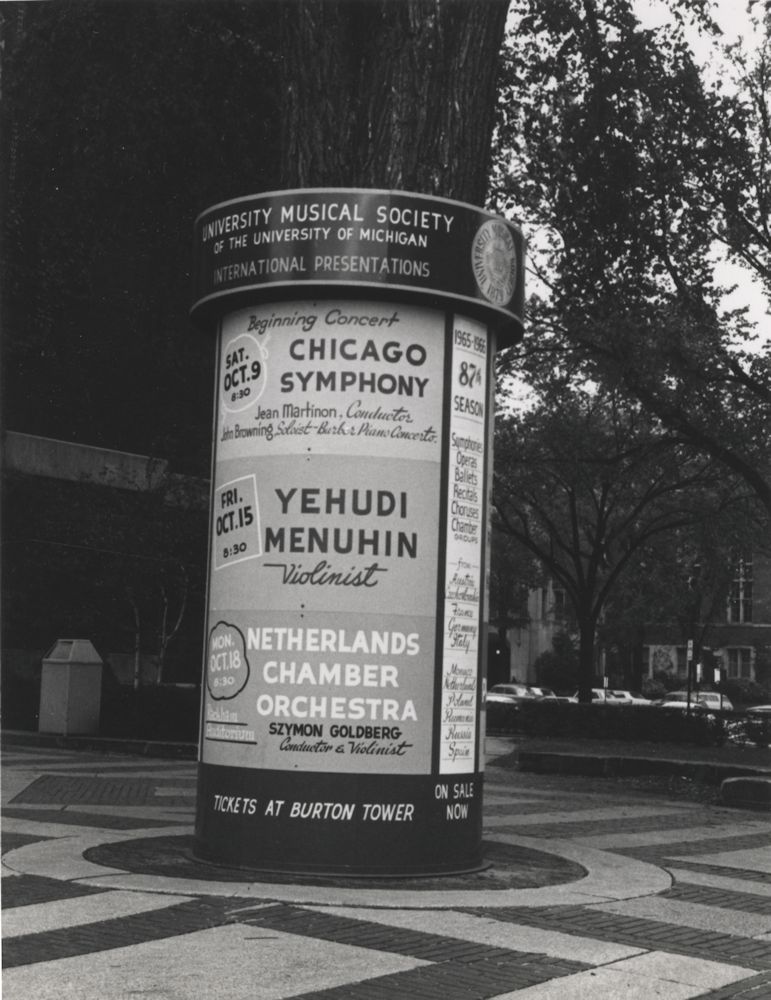 UNIVERSITY MUSICAL SOCIETY
OF THE UNIVERSITY OF MICHIGAN
INTERNATIONAL PRESENTATIONS
Beginning Concert
SAT.
OCT.9
8:30
CHICAGO
SYMPHONY
Jean Martinon, Conductor
John Browning, Soloist - Barber Piano Concerto.
FRI.
OCT.15
8:30
YEHUDI
MENUHIN
Violinist
MON.
OCT.18
8:30
Rackham
Auditorium
NETHERLANDS
CHAMBER
ORCHESTRA
SZYMON GOLDBERG
Conductor & Violinist
TICKETS AT BURTON TOWER
1965-1966
87th
SEASON
Symphonies
Operas
Ballets
Recitals
Choruses
Chamber
GROUPS
from
Austria
Czechoslovakia
France
Germany
Italy
Monaco
Netherlands
Poland
Rumania
Russia
Spain
ON SALE
NOW